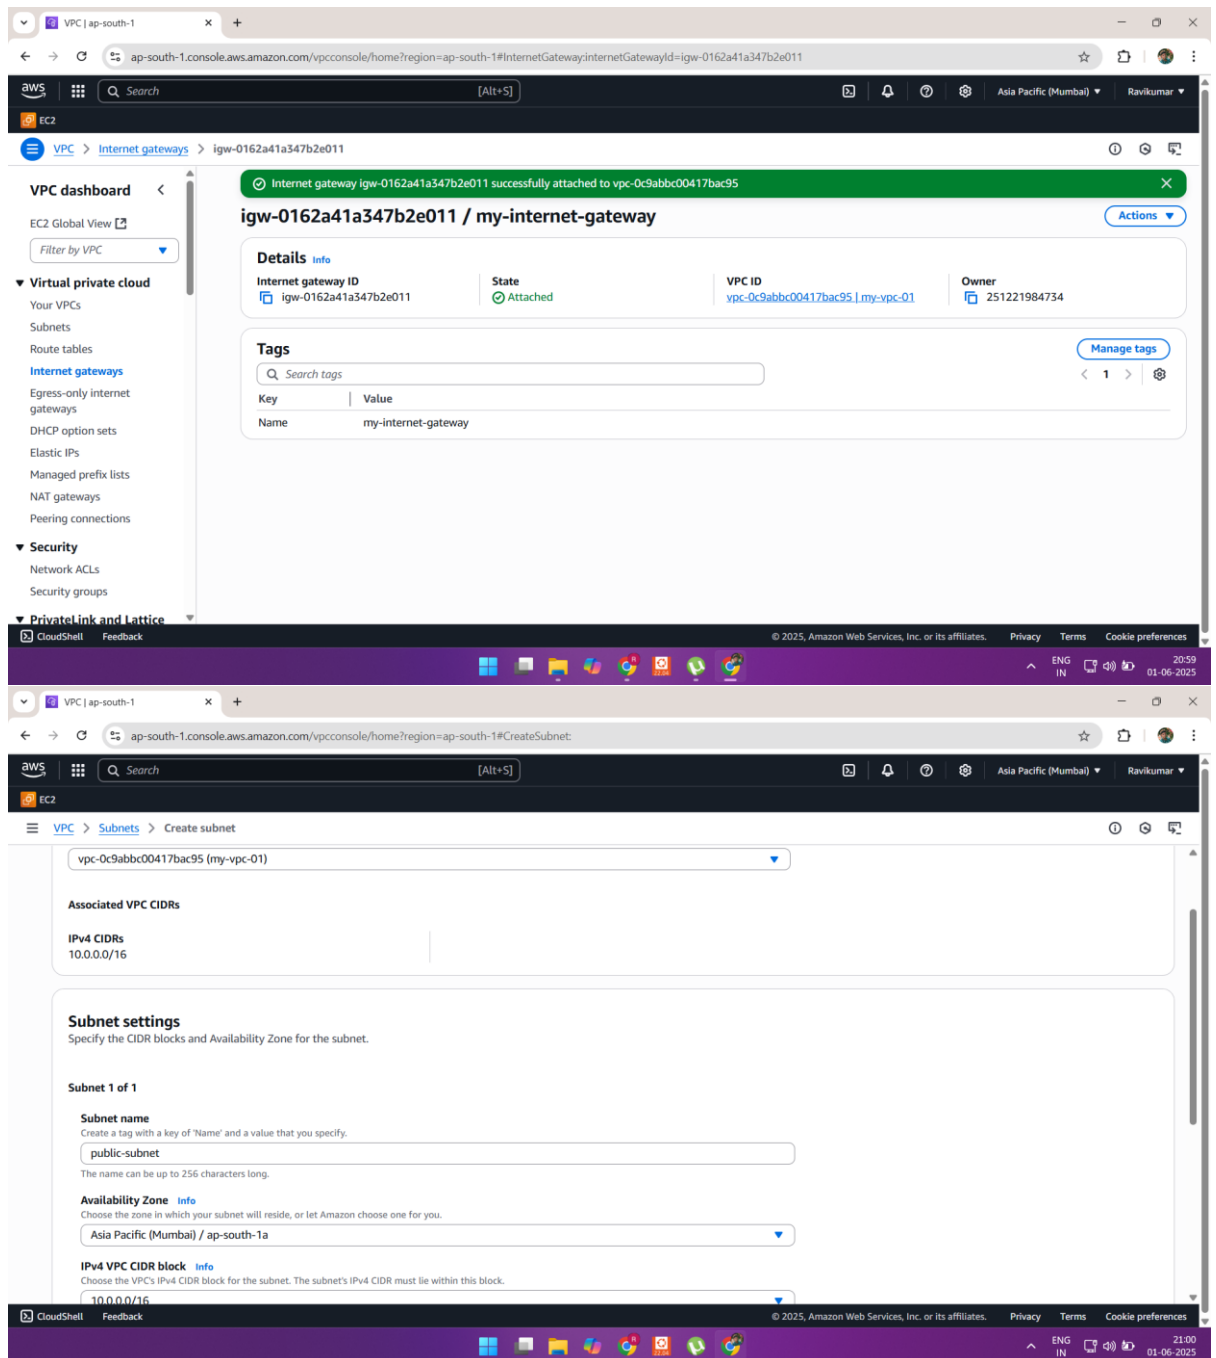 VPC | ap-south-1
ap-south-1.console.aws.amazon.com/vpcconsole/home?region=ap-south-1#InternetGateway:internetGatewayId=igw-0162a41a347b2e011
aws Search [Alt+S] Asia Pacific (Mumbai) Ravikumar
EC2
VPC > Internet gateways > igw-0162a41a347b2e011
VPC dashboard
EC2 Global View
Filter by VPC
Virtual private cloud
Your VPCs
Subnets
Route tables
Internet gateways
Egress-only internet
gateways
DHCP option sets
Elastic IPs
Managed prefix lists
NAT gateways
Peering connections
Security
Network ACLs
Security groups
PrivateLink and Lattice
Internet gateway igw-0162a41a347b2e011 successfully attached to vpc-0c9abbc00417bac95
igw-0162a41a347b2e011 / my-internet-gateway
Actions
Details Info
Internet gateway ID State VPC ID Owner
igw-0162a41a347b2e011 Attached vpc-0c9abbc00417bac95 | my-vpc-01 251221984734
Tags Manage tags
Search tags 1
Key Value
Name my-internet-gateway
CloudShell Feedback © 2025, Amazon Web Services, Inc. or its affiliates. Privacy Terms Cookie preferences
ENG 20:59
IN 01-06-2025
VPC | ap-south-1
ap-south-1.console.aws.amazon.com/vpcconsole/home?region=ap-south-1#CreateSubnet:
aws Search [Alt+S] Asia Pacific (Mumbai) Ravikumar
EC2
VPC > Subnets > Create subnet
vpc-0c9abbc00417bac95 (my-vpc-01)
Associated VPC CIDRs
IPv4 CIDRs
10.0.0.0/16
Subnet settings
Specify the CIDR blocks and Availability Zone for the subnet.
Subnet 1 of 1
Subnet name
Create a tag with a key of 'Name' and a value that you specify.
public-subnet
The name can be up to 256 characters long.
Availability Zone Info
Choose the zone in which your subnet will reside, or let Amazon choose one for you.
Asia Pacific (Mumbai) / ap-south-1a
IPv4 VPC CIDR block Info
Choose the VPC's IPv4 CIDR block for the subnet. The subnet's IPv4 CIDR must lie within this block.
10.0.0.0/16
CloudShell Feedback © 2025, Amazon Web Services, Inc. or its affiliates. Privacy Terms Cookie preferences
ENG 21:00
IN 01-06-2025